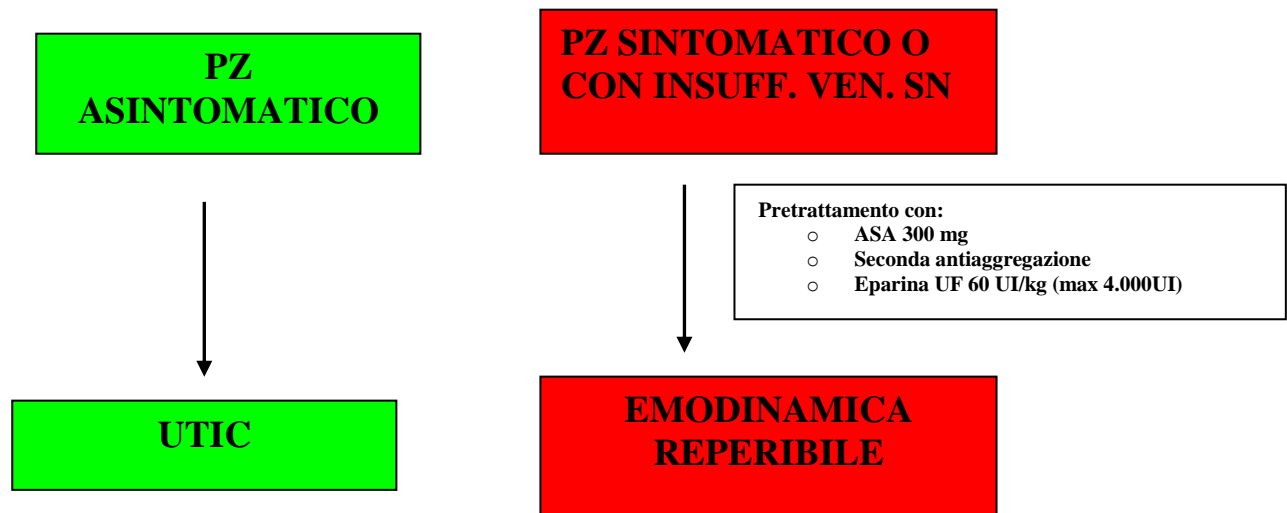 PZ
ASINTOMATICO
PZ SINTOMATICO O
CON INSUFF. VEN. SN
Pretrattamento con:
o ASA 300 mg
o Seconda antiaggregazione
o Eparina UF 60 UI/kg (max 4.000UI)
UTIC
EMODINAMICA
REPERIBILE